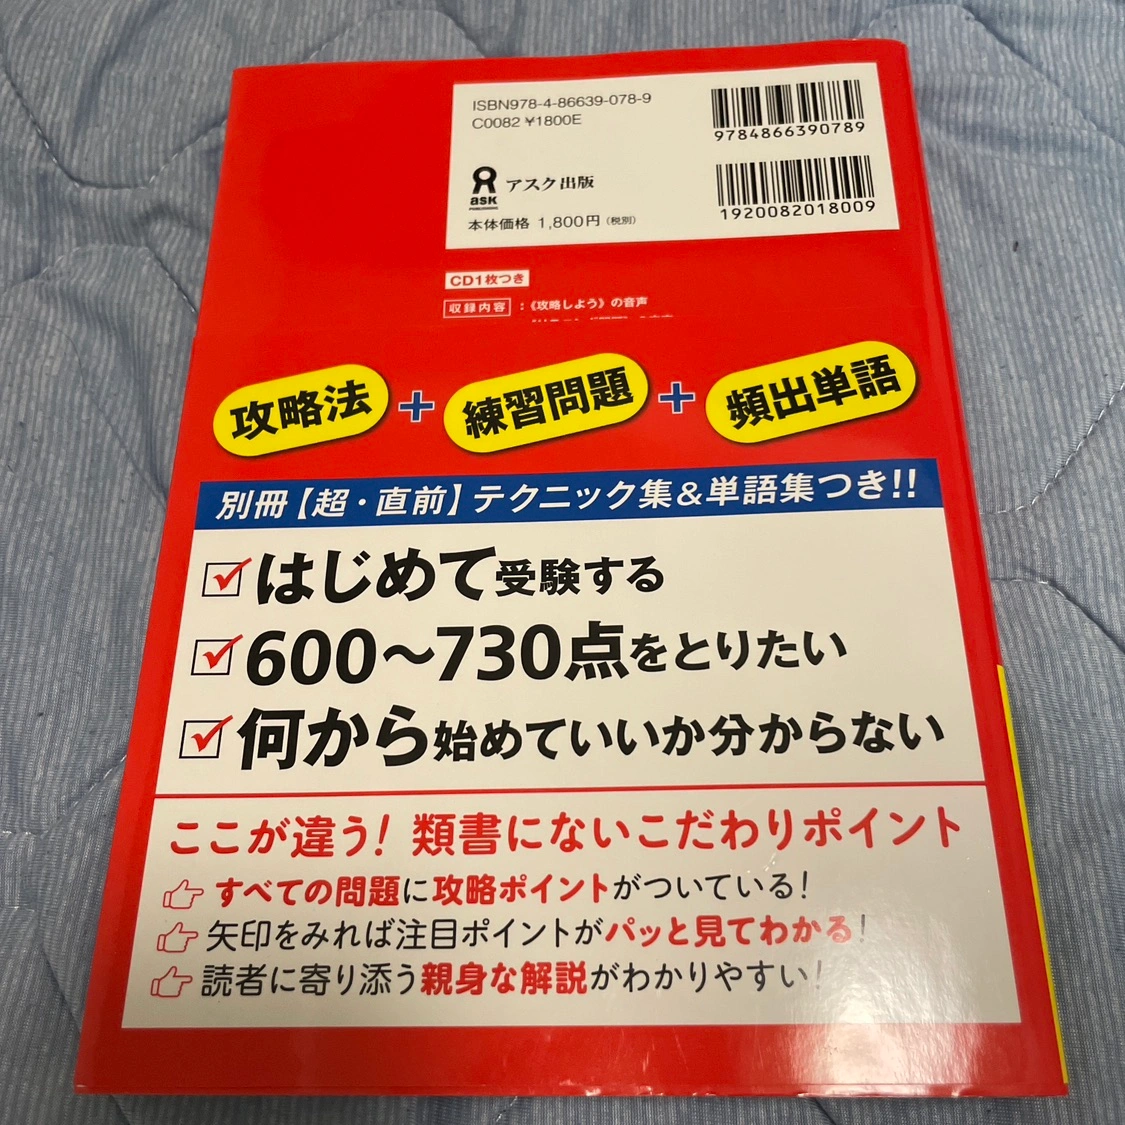 ISBN978-4-86639-078-9
C0082 ¥1800E
9784866390789
ask
PUBLISHING
アスク出版
1920082018009
本体価格 1,800円(税別)
CD1枚つき
収録内容:《攻略しよう》の音声
攻略法+練習問題+頻出単語
別冊【超・直前】テクニック集&単語集つき!!
はじめて受験する
600〜730点をとりたい
何から始めていいか分からない
ここが違う!類書にないこだわりポイント
すべての問題に攻略ポイントがついている!
矢印をみれば注目ポイントがパッと見てわかる!
読者に寄り添う親身な解説がわかりやすい!